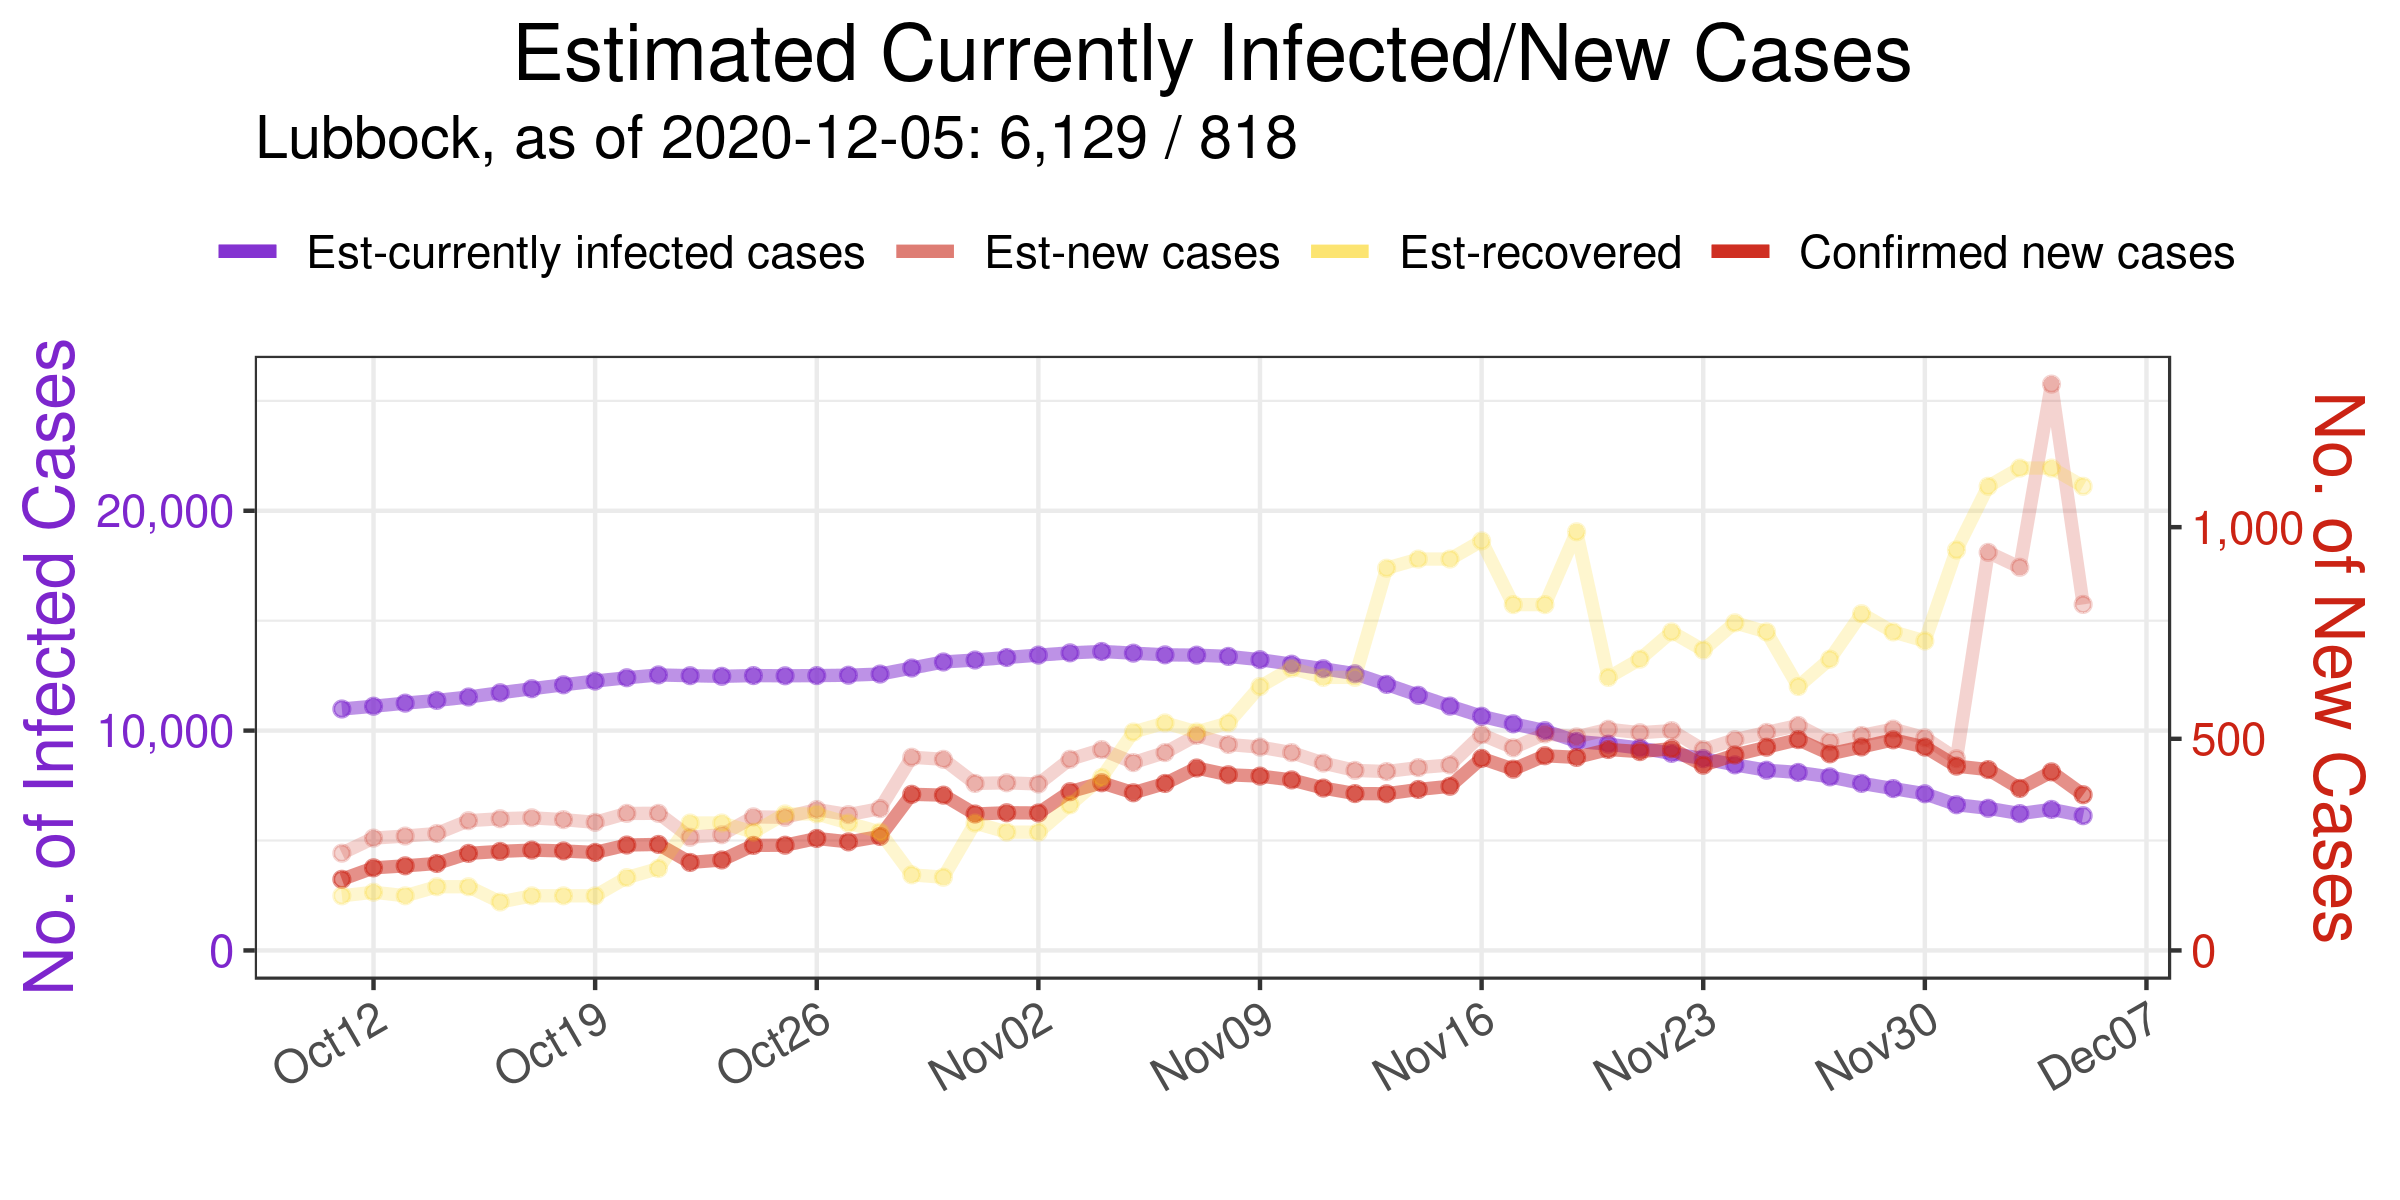 Estimated Currently Infected/New Cases
Lubbock, as of 2020-12-05: 6,129 / 818
Est-currently infected cases Est-new cases Est-recovered Confirmed new cases
No. of Infected Cases
20,000
10,000
0
1,000
500
0
No. of New Cases
Oct12 Oct19 Oct26 Nov02 Nov09 Nov16 Nov23 Nov30 Dec07